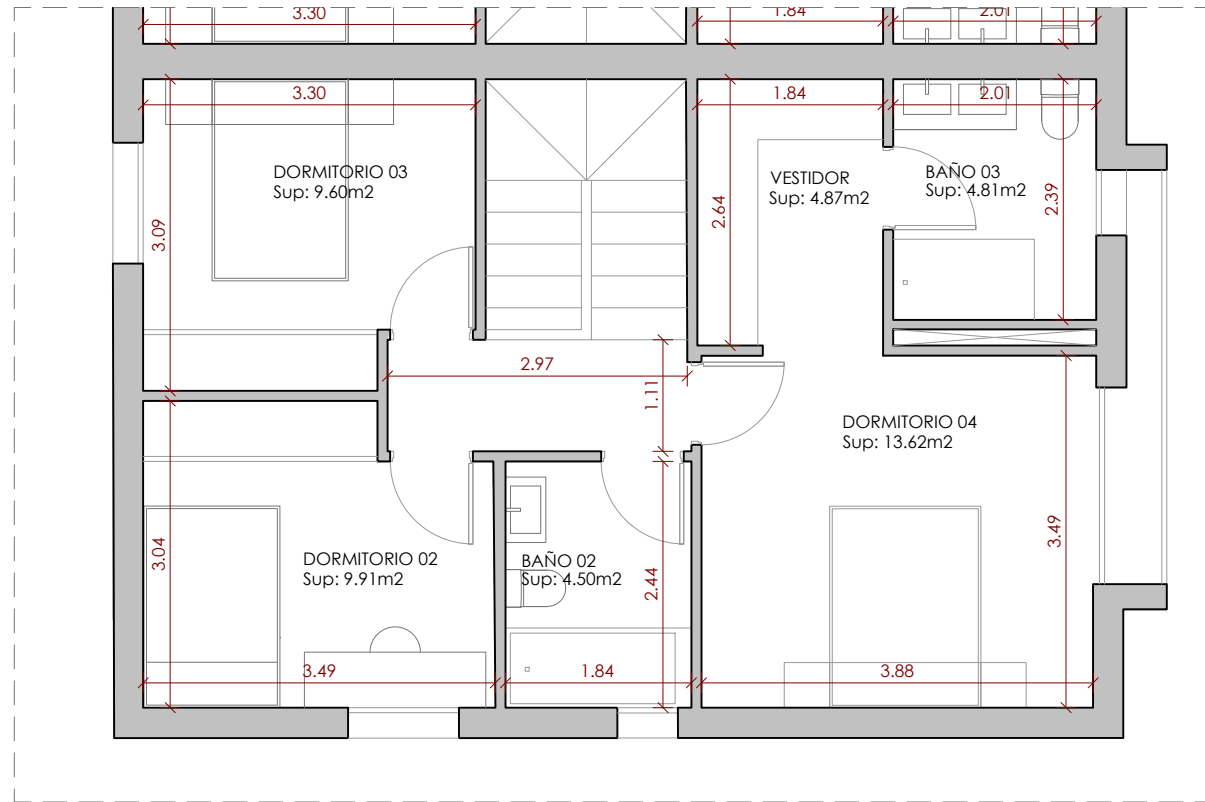 3.30
1.84
2.01
3.30
1.84
2.01
DORMITORIO 03
Sup: 9.60m2
VESTIDOR
Sup: 4.87m2
BAÑO 03
Sup: 4.81m2
3.09
2.64
2.39
2.97
1.11
DORMITORIO 04
Sup: 13.62m2
3.04
DORMITORIO 02
Sup: 9.91m2
BAÑO 02
Sup: 4.50m2
2.44
3.49
3.49
1.84
3.88